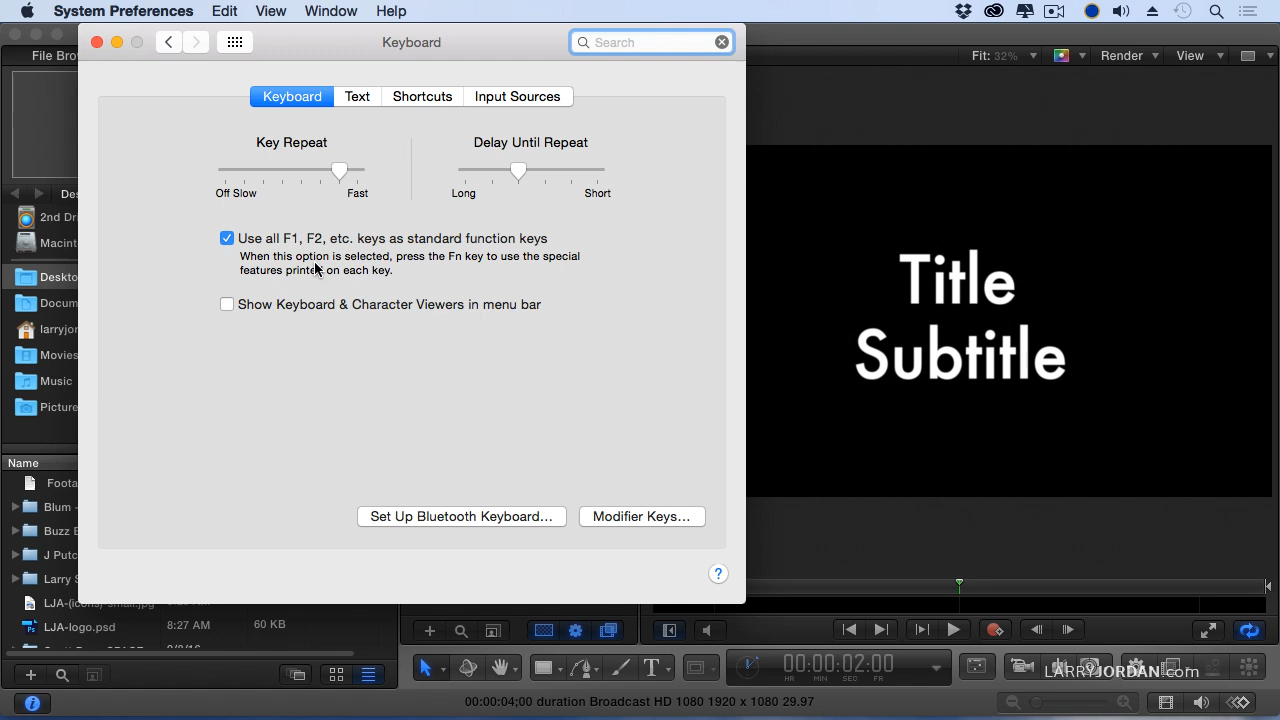 System Preferences Edit View Window Help
Keyboard
Search
Keyboard Text Shortcuts Input Sources
Key Repeat
Delay Until Repeat
Off Slow Fast
Long Short
Use all F1, F2, etc. keys as standard function keys
When this option is selected, press the Fn key to use the special
features printed on each key.
Show Keyboard & Character Viewers in menu bar
Set Up Bluetooth Keyboard... Modifier Keys...
?
File Bro
Des
2nd Dri
Macint
Deskto
Docum
larryjor
Movies
Music
Picture
Name
Foota
Blum -
Buzz B
J Putc
Larry S
LJA-(icons)-small.jpg
LJA-logo.psd 8:27 AM 60 KB
Fit: 32% Render View
Title
Subtitle
00:00:02:00
HR MIN SEC FR
LARRYJORDAN.com
00:00:04;00 duration Broadcast HD 1080 1920 x 1080 29.97